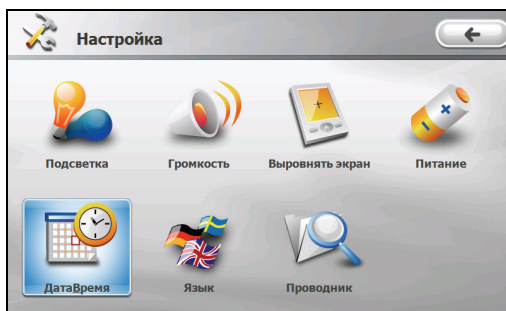 Настройка
Подсветка
Громкость
Выровнять экран
Питание
ДатаВремя
Язык
Проводник